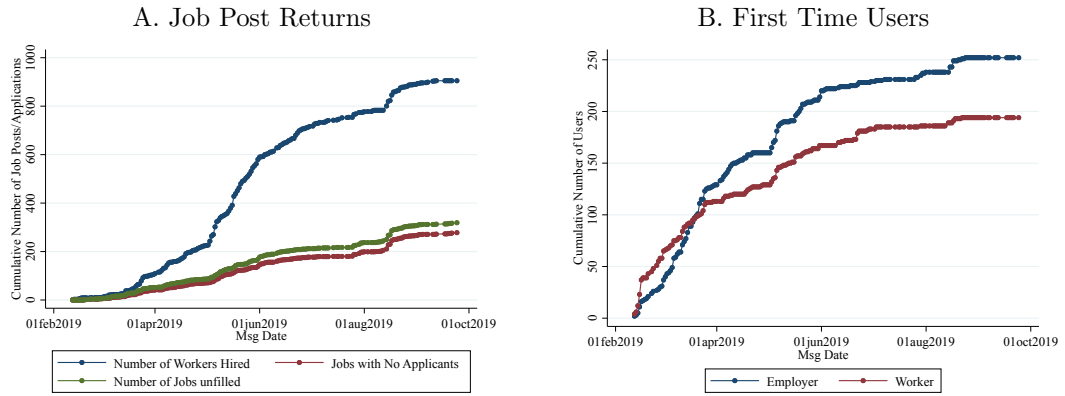 A. Job Post Returns
Cumulative Number of Job Posts/Applications
1000
800
600
400
200
0
01feb2019 01apr2019 01jun2019 01aug2019 01oct2019
Msg Date
Number of Workers Hired Jobs with No Applicants
Number of Jobs unfilled
B. First Time Users
Cumulative Number of Users
250
200
150
100
50
0
01feb2019 01apr2019 01jun2019 01aug2019 01oct2019
Msg Date
Employer Worker